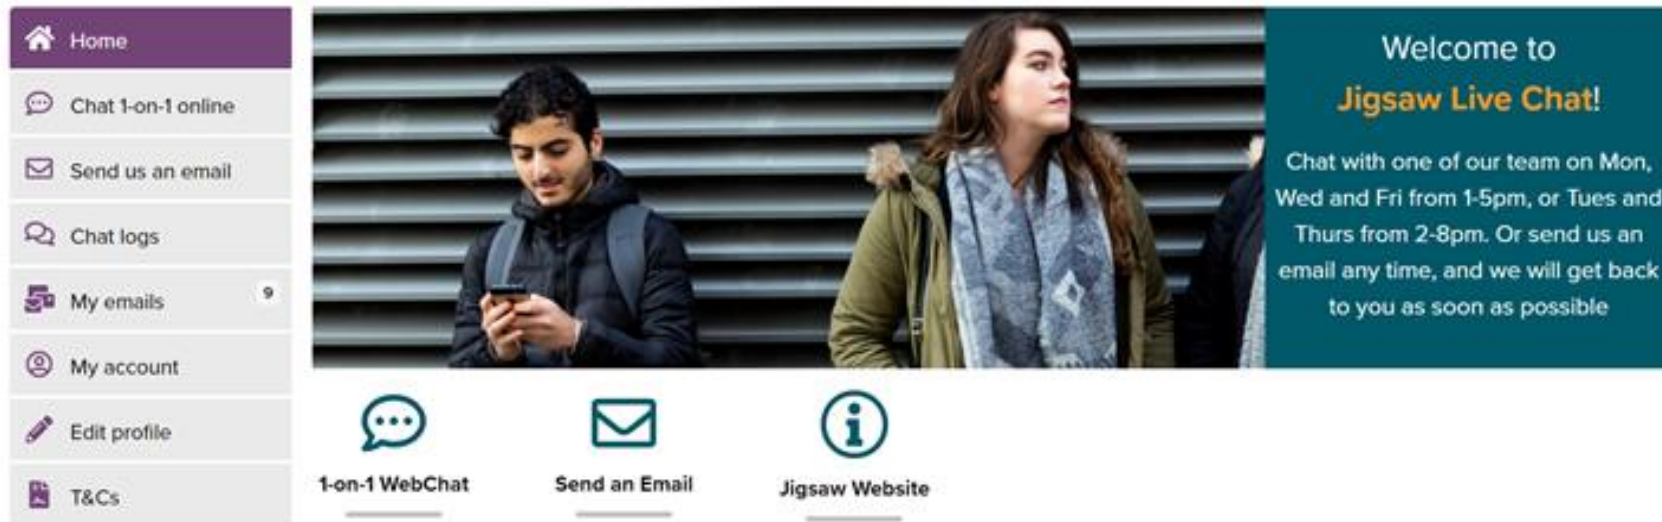 Home
Chat 1-on-1 online
Send us an email
Chat logs
My emails 9
My account
Edit profile
T&Cs
Welcome to
Jigsaw Live Chat!
Chat with one of our team on Mon,
Wed and Fri from 1-5pm, or Tues and
Thurs from 2-8pm. Or send us an
email any time, and we will get back
to you as soon as possible
1-on-1 WebChat
Send an Email
Jigsaw Website